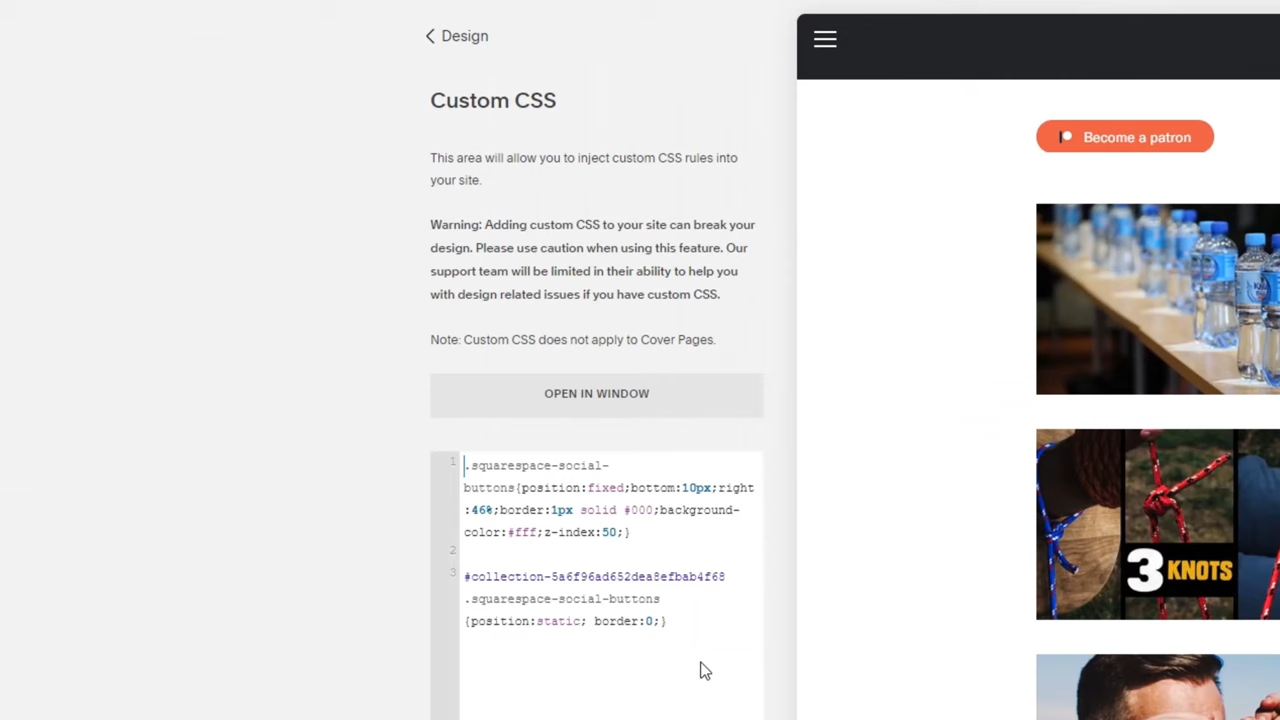 Design
Custom CSS
This area will allow you to inject custom CSS rules into
your site.
Warning: Adding custom CSS to your site can break your
design. Please use caution when using this feature. Our
support team will be limited in their ability to help you
with design related issues if you have custom CSS.
Note: Custom CSS does not apply to Cover Pages.
OPEN IN WINDOW
1 .squarespace-social-
buttons{position:fixed;bottom:10px;right
:46%;border:1px solid #000;background-
color:#fff;z-index:50;}
2
3 #collection-5a6f96ad652dea8efbab4f68
.squarespace-social-buttons
{position:static; border:0;}
Become a patron
3 KNOTS